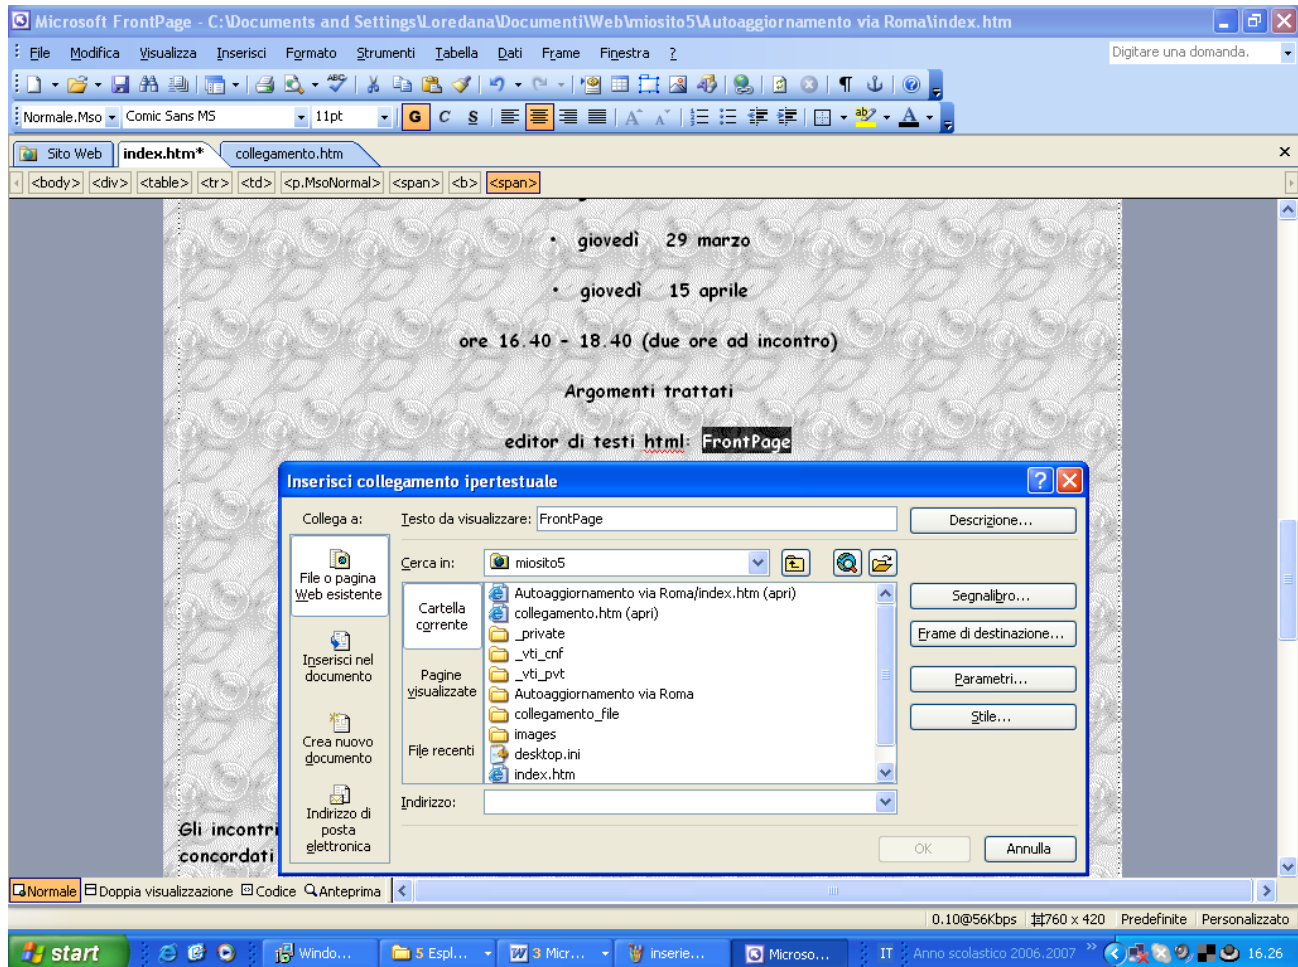 Microsoft FrontPage - C:\Documents and Settings\Loredana\Documenti\Web\miosito5\Autoaggiornamento via Roma\index.htm
File Modifica Visualizza Inserisci Formato Strumenti Tabella Dati Frame Finestra ? Digitare una domanda.
Normale.Mso Comic Sans MS 11pt G C S
Sito Web index.htm* collegamento.htm
<body> <div> <table> <tr> <td> <p.MsoNormal> <span> <b> <span>
• giovedì 29 marzo
• giovedì 15 aprile
ore 16.40 – 18.40 (due ore ad incontro)
Argomenti trattati
editor di testi html: FrontPage
Inserisci collegamento ipertestuale
Collega a:
Testo da visualizzare: FrontPage
Descrizione...
File o pagina
Web esistente
Cerca in: miosito5
Cartella
corrente
Autoaggiornamento via Roma/index.htm (apri)
collegamento.htm (apri)
_private
_vti_cnf
_vti_pvt
Autoaggiornamento via Roma
collegamento_file
images
desktop.ini
index.htm
Segnalibro...
Frame di destinazione...
Parametri...
Stile...
Inserisci nel
documento
Pagine
visualizzate
Crea nuovo
documento
File recenti
Indirizzo di
posta
elettronica
Indirizzo:
OK Annulla
Gli incontri
concordati
Normale Doppia visualizzazione Codice Anteprima
0.10@56Kbps 760 x 420 Predefinite Personalizzato
start Windo... 5 Espl... 3 Micr... inserie... Microso... IT Anno scolastico 2006.2007 » 16.26